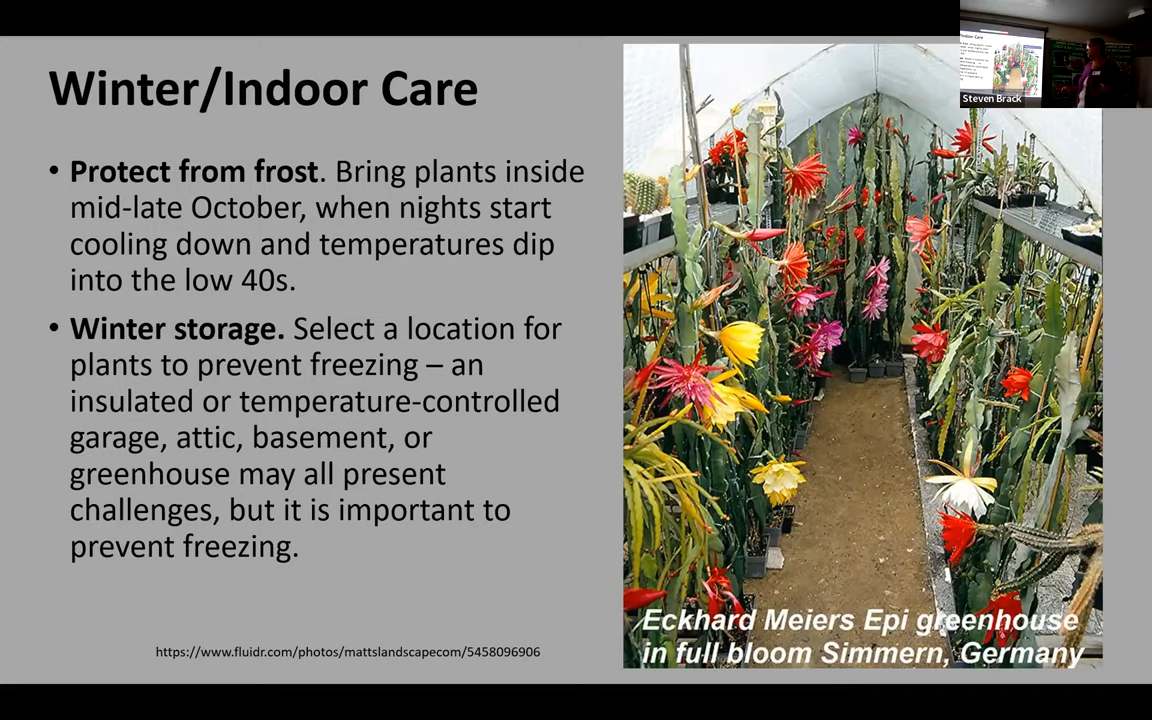 Winter/Indoor Care
• Protect from frost. Bring plants inside
mid-late October, when nights start
cooling down and temperatures dip
into the low 40s.
• Winter storage. Select a location for
plants to prevent freezing – an
insulated or temperature-controlled
garage, attic, basement, or
greenhouse may all present
challenges, but it is important to
prevent freezing.
https://www.fluidr.com/photos/mattslandscapecom/5458096906
Eckhard Meiers Epi greenhouse
in full bloom Simmern, Germany
Steven Brack